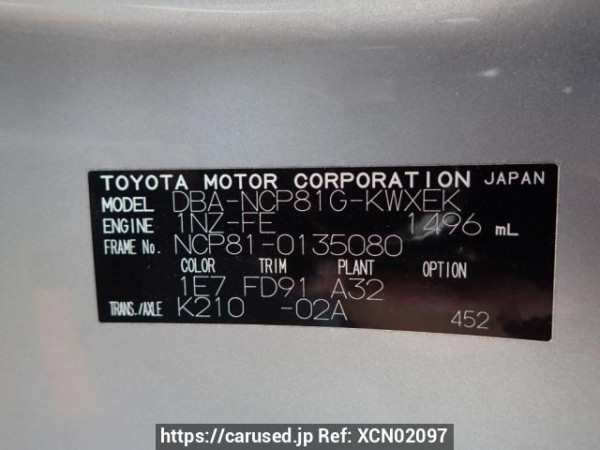 TOYOTA MOTOR CORPORATION JAPAN
MODEL DBA-NCP81G-KWXEK
ENGINE 1NZ-FE 1496 mL
FRAME No. NCP81-0135080
COLOR TRIM PLANT OPTION
1E7 FD91 A32
TRANS./AXLE K210 -02A
452
https://carused.jp Ref: XCN02097